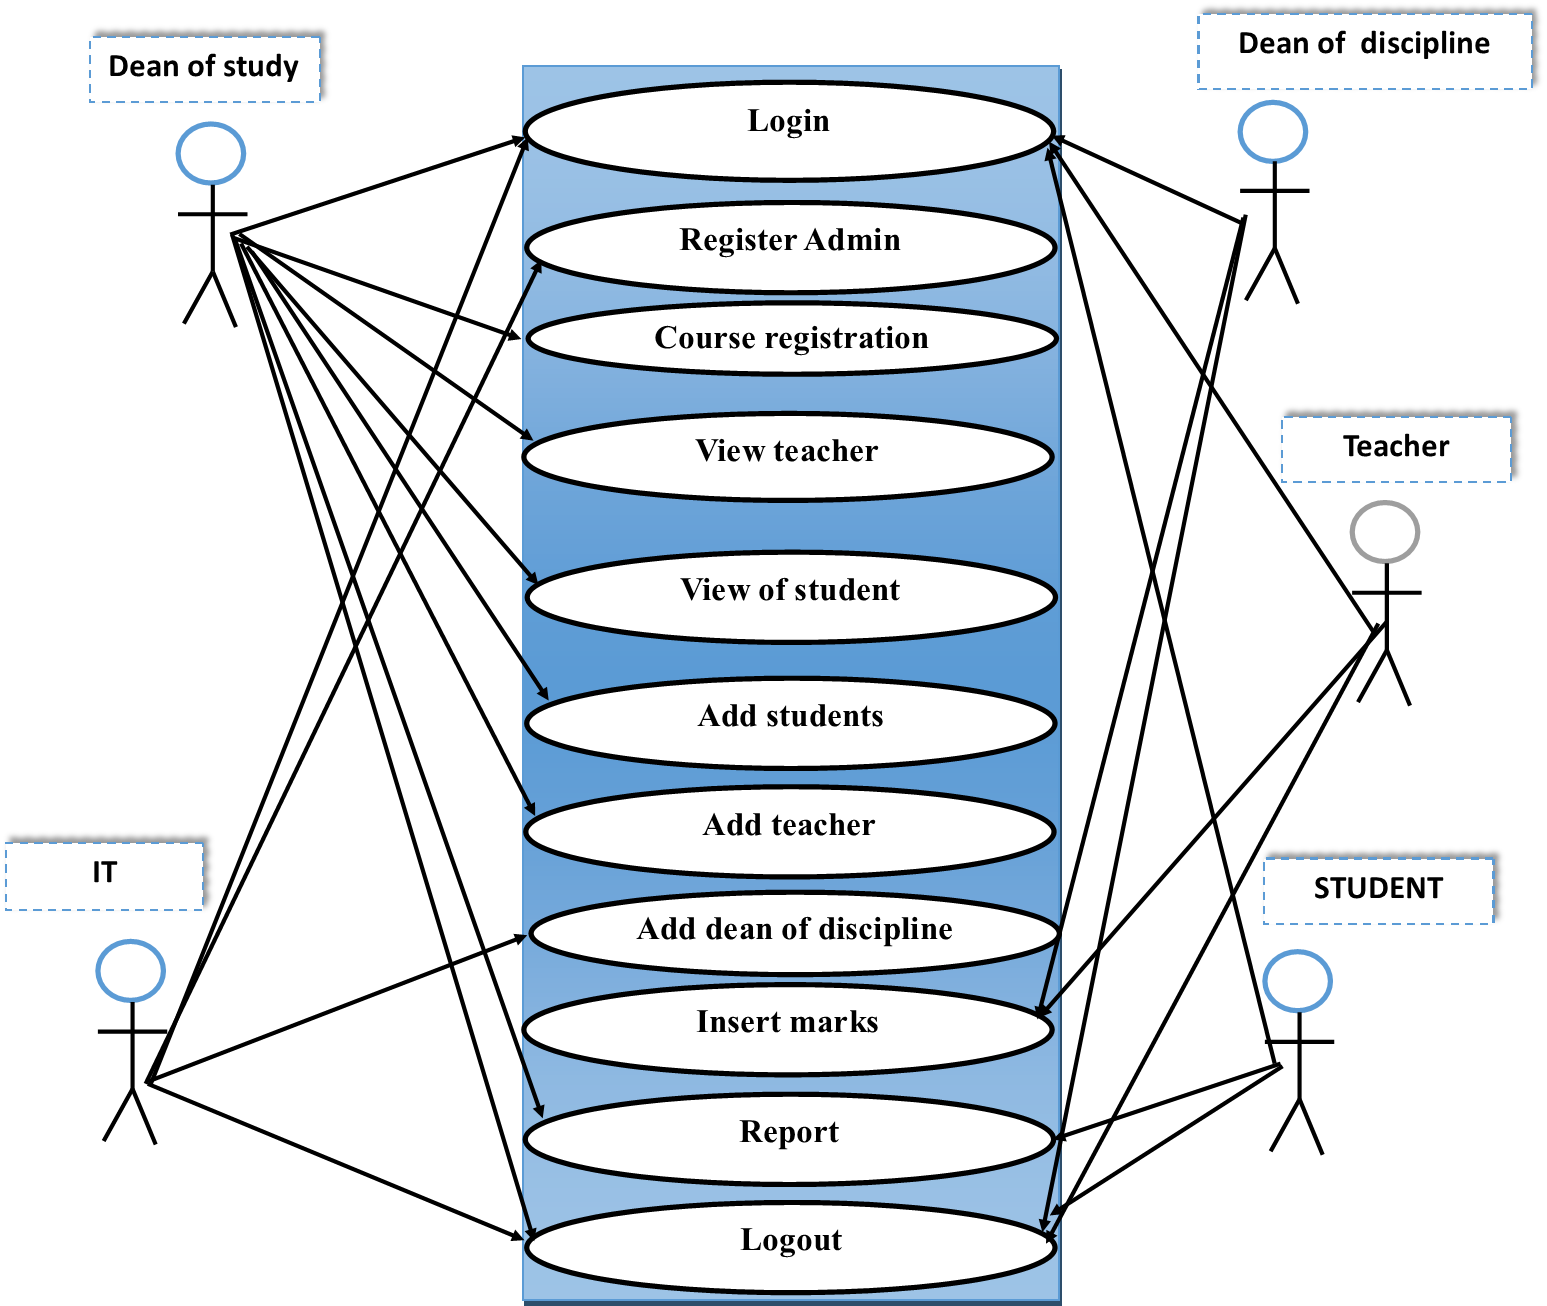 Dean of study
Dean of  discipline
Login
Register Admin
Course registration
View teacher
Teacher
View of student
Add students
Add teacher
IT
STUDENT
Add dean of discipline
Insert marks
Report
Logout